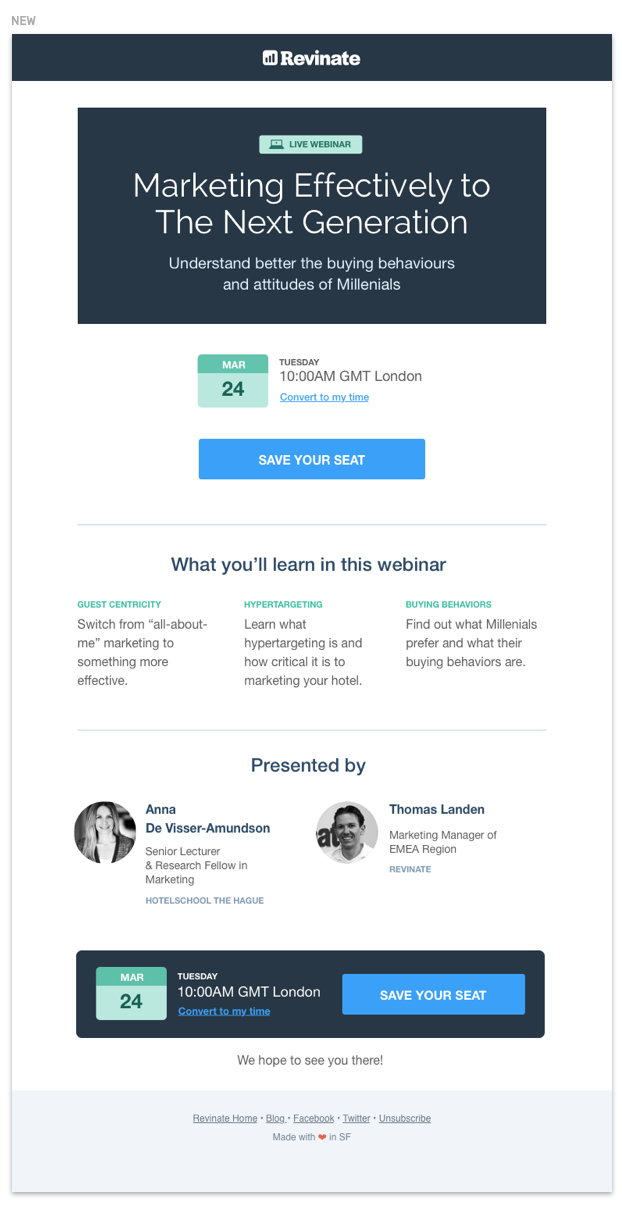 NEW
Revinate
LIVE WEBINAR
Marketing Effectively to
The Next Generation
Understand better the buying behaviours
and attitudes of Millenials
MAR
24
TUESDAY
10:00AM GMT London
Convert to my time
SAVE YOUR SEAT
What you’ll learn in this webinar
GUEST CENTRICITY
Switch from “all-about-
me” marketing to
something more
effective.
HYPERTARGETING
Learn what
hypertargeting is and
how critical it is to
marketing your hotel.
BUYING BEHAVIORS
Find out what Millenials
prefer and what their
buying behaviors are.
Presented by
Anna
De Visser-Amundson
Senior Lecturer
& Research Fellow in
Marketing
HOTELSCHOOL THE HAGUE
Thomas Landen
Marketing Manager of
EMEA Region
REVINATE
MAR
24
TUESDAY
10:00AM GMT London
Convert to my time
SAVE YOUR SEAT
We hope to see you there!
Revinate Home • Blog • Facebook • Twitter • Unsubscribe
Made with ❤ in SF